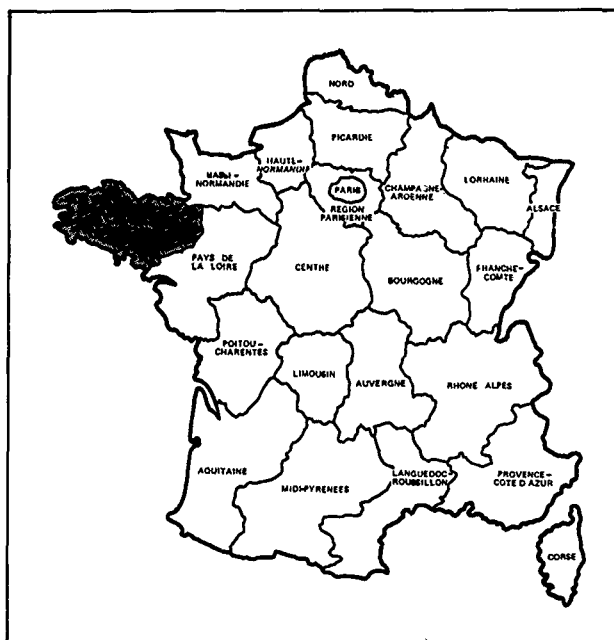 NORD
PICARDIE
HAUTE-
NORMANDIE
NORMANDIE
PARIS
REGION
PARISIENNE
CHAMPAGNE-
ARDENNE
LORRAINE
ALSACE
PAYS DE
LA LOIRE
CENTRE
BOURGOGNE
FRANCHE-
COMTE
POITOU-
CHARENTES
LIMOUSIN
AUVERGNE
RHONE ALPES
AQUITAINE
MIDI-PYRENEES
LANGUEDOC
ROUSSILLON
PROVENCE-
COTE D'AZUR
CORSE